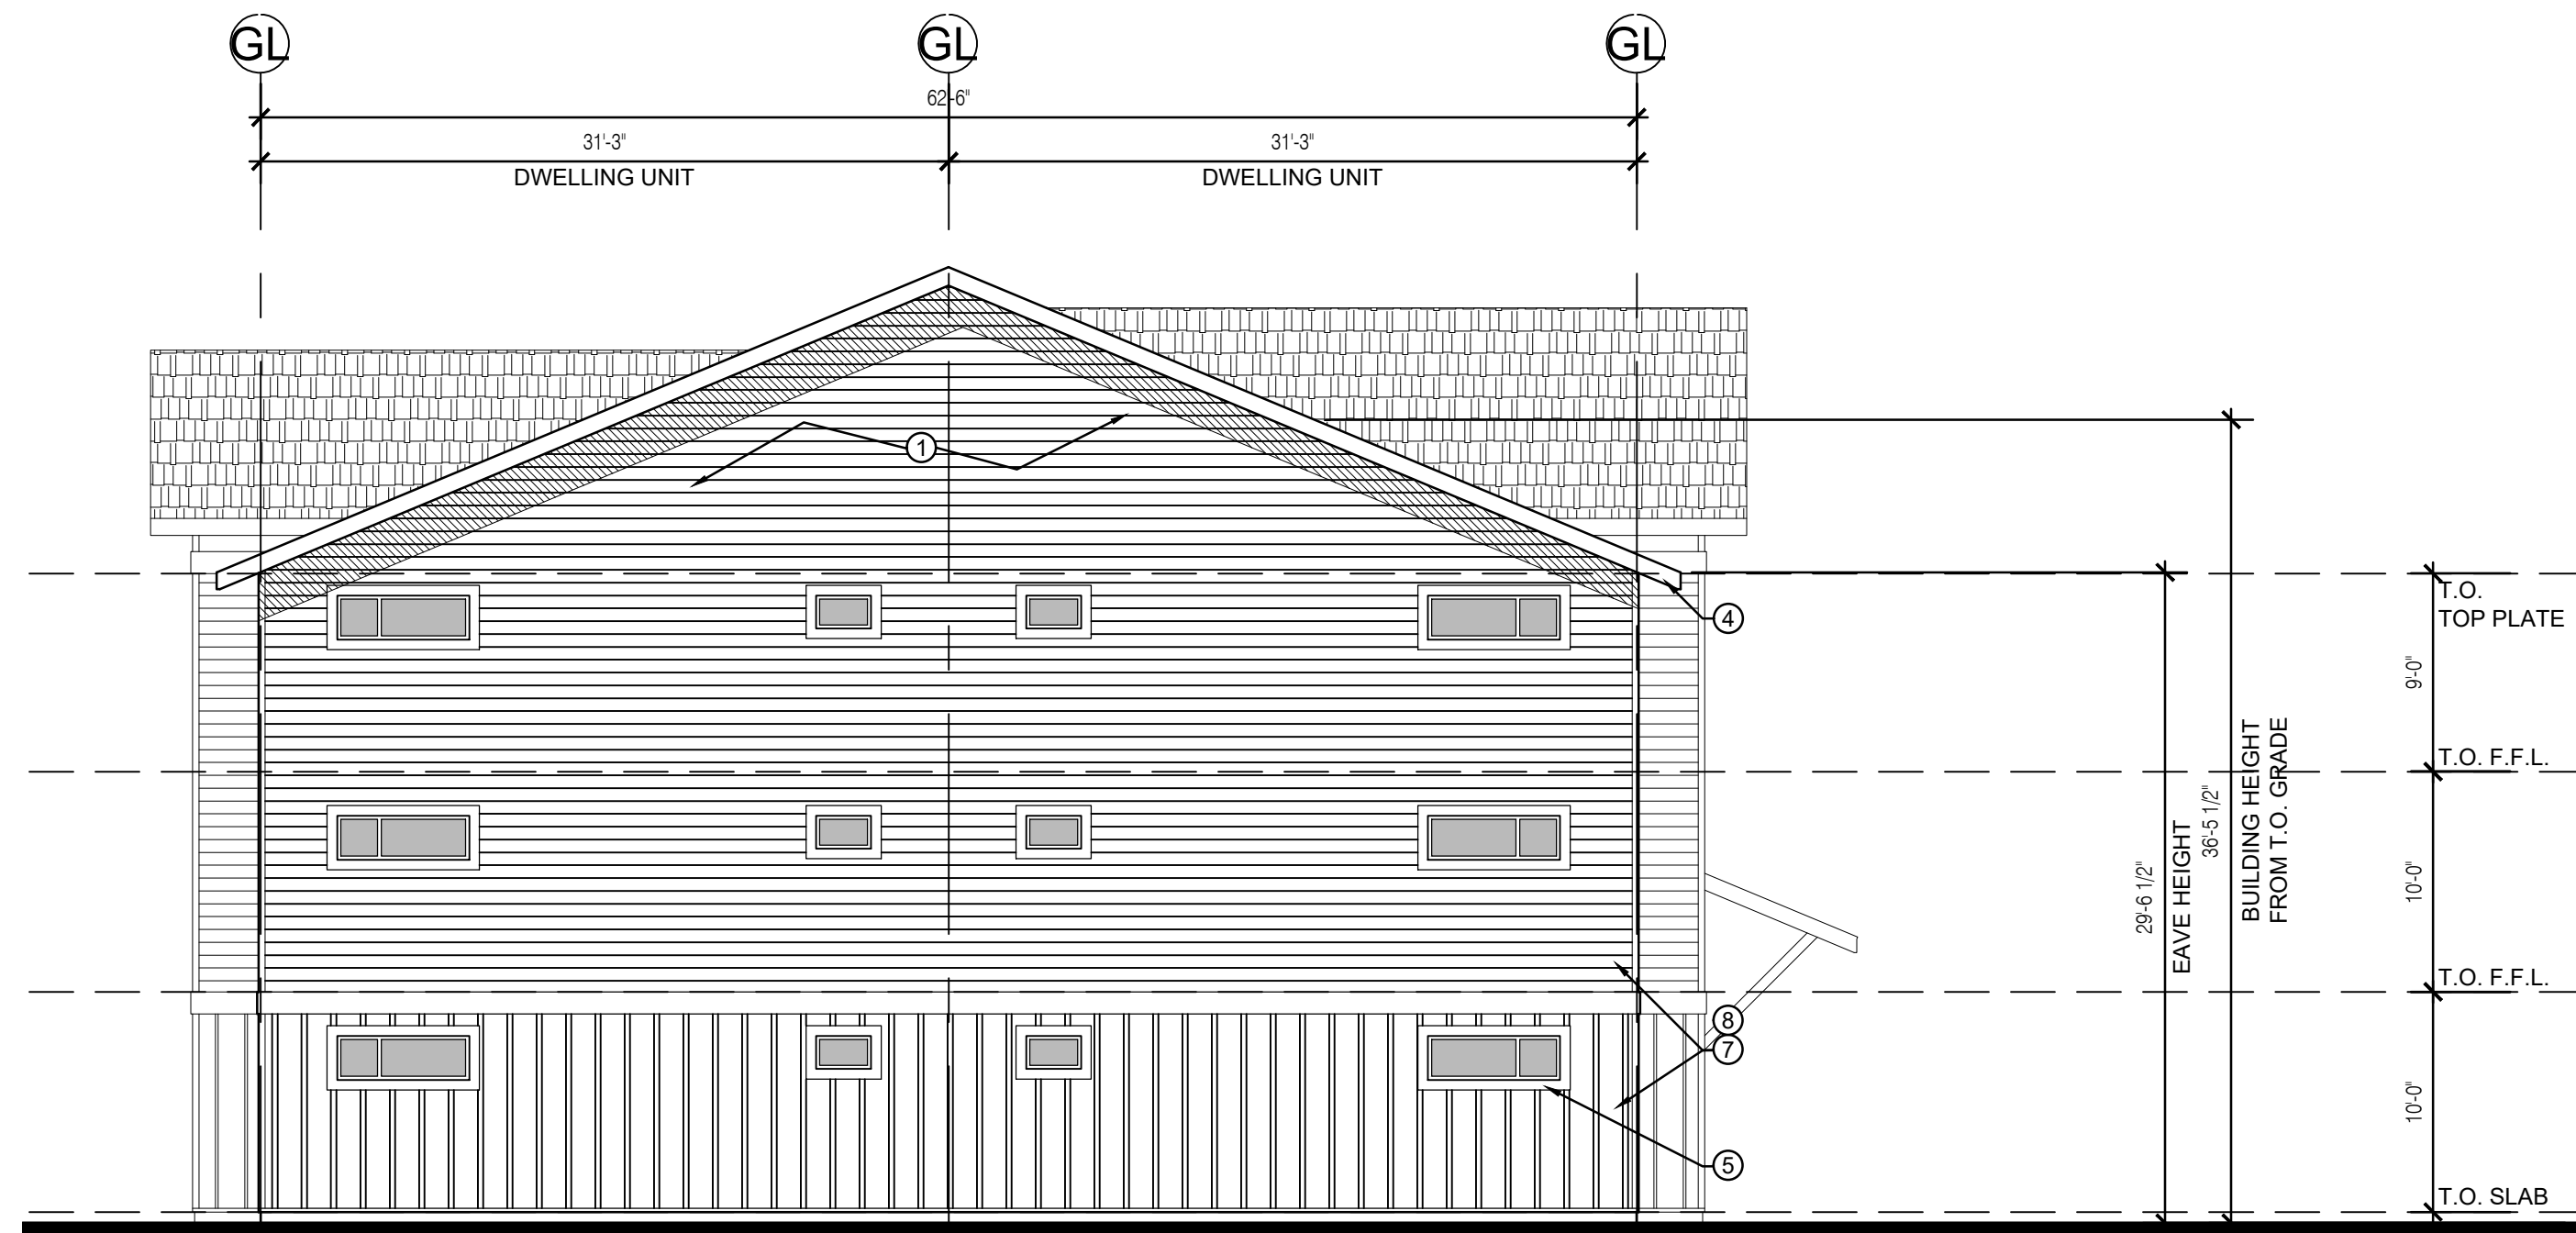 GL GL GL
62'-6"
31'-3" 31'-3"
DWELLING UNIT DWELLING UNIT
1
4
T.O.
TOP PLATE
9'-0"
T.O. F.F.L.
BUILDING HEIGHT
FROM T.O. GRADE
36'-5 1/2"
EAVE HEIGHT
29'-6 1/2"
10'-0"
T.O. F.F.L.
8
7
10'-0"
5
T.O. SLAB